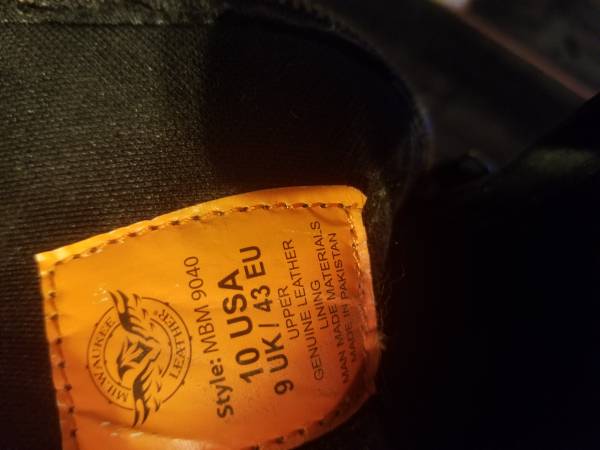 MILWAUKEE
LEATHER
Style: MBM 9040
10 USA
9 UK / 43 EU
UPPER
GENUINE LEATHER
LINING
MAN MADE MATERIALS
MADE IN PAKISTAN